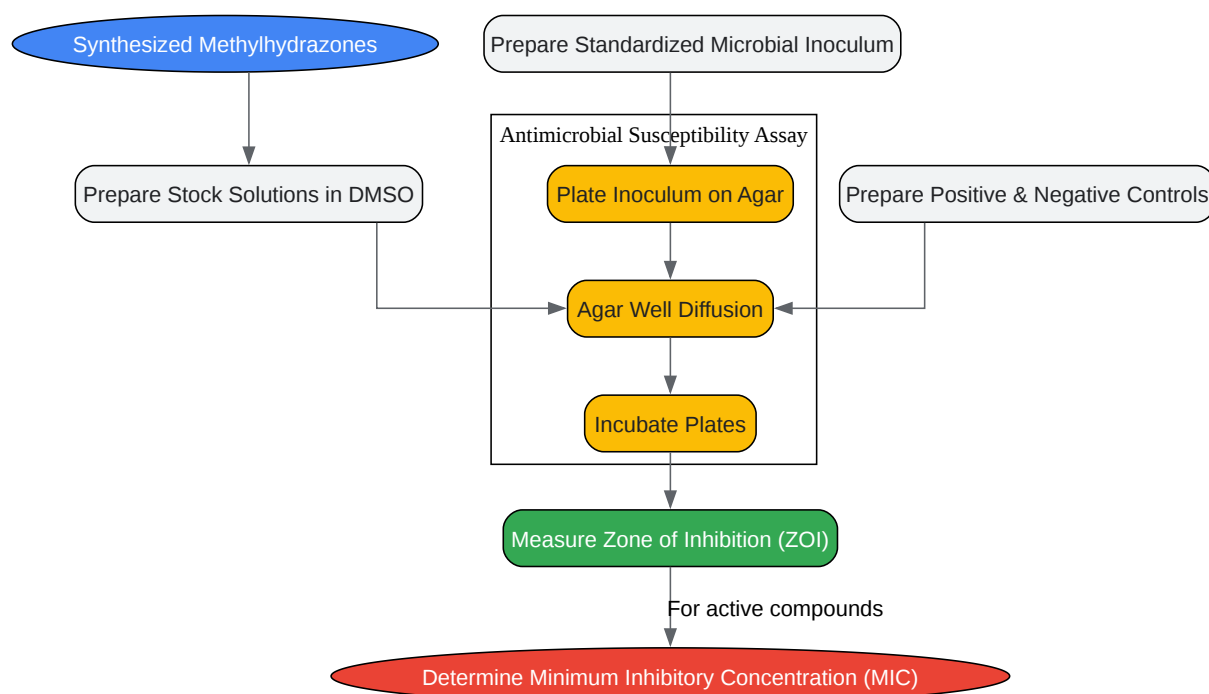 Synthesized Methylhydrazones
Prepare Standardized Microbial Inoculum
Antimicrobial Susceptibility Assay
Prepare Stock Solutions in DMSO
Plate Inoculum on Agar
Prepare Positive & Negative Controls
Agar Well Diffusion
Incubate Plates
Measure Zone of Inhibition (ZOI)
For active compounds
Determine Minimum Inhibitory Concentration (MIC)